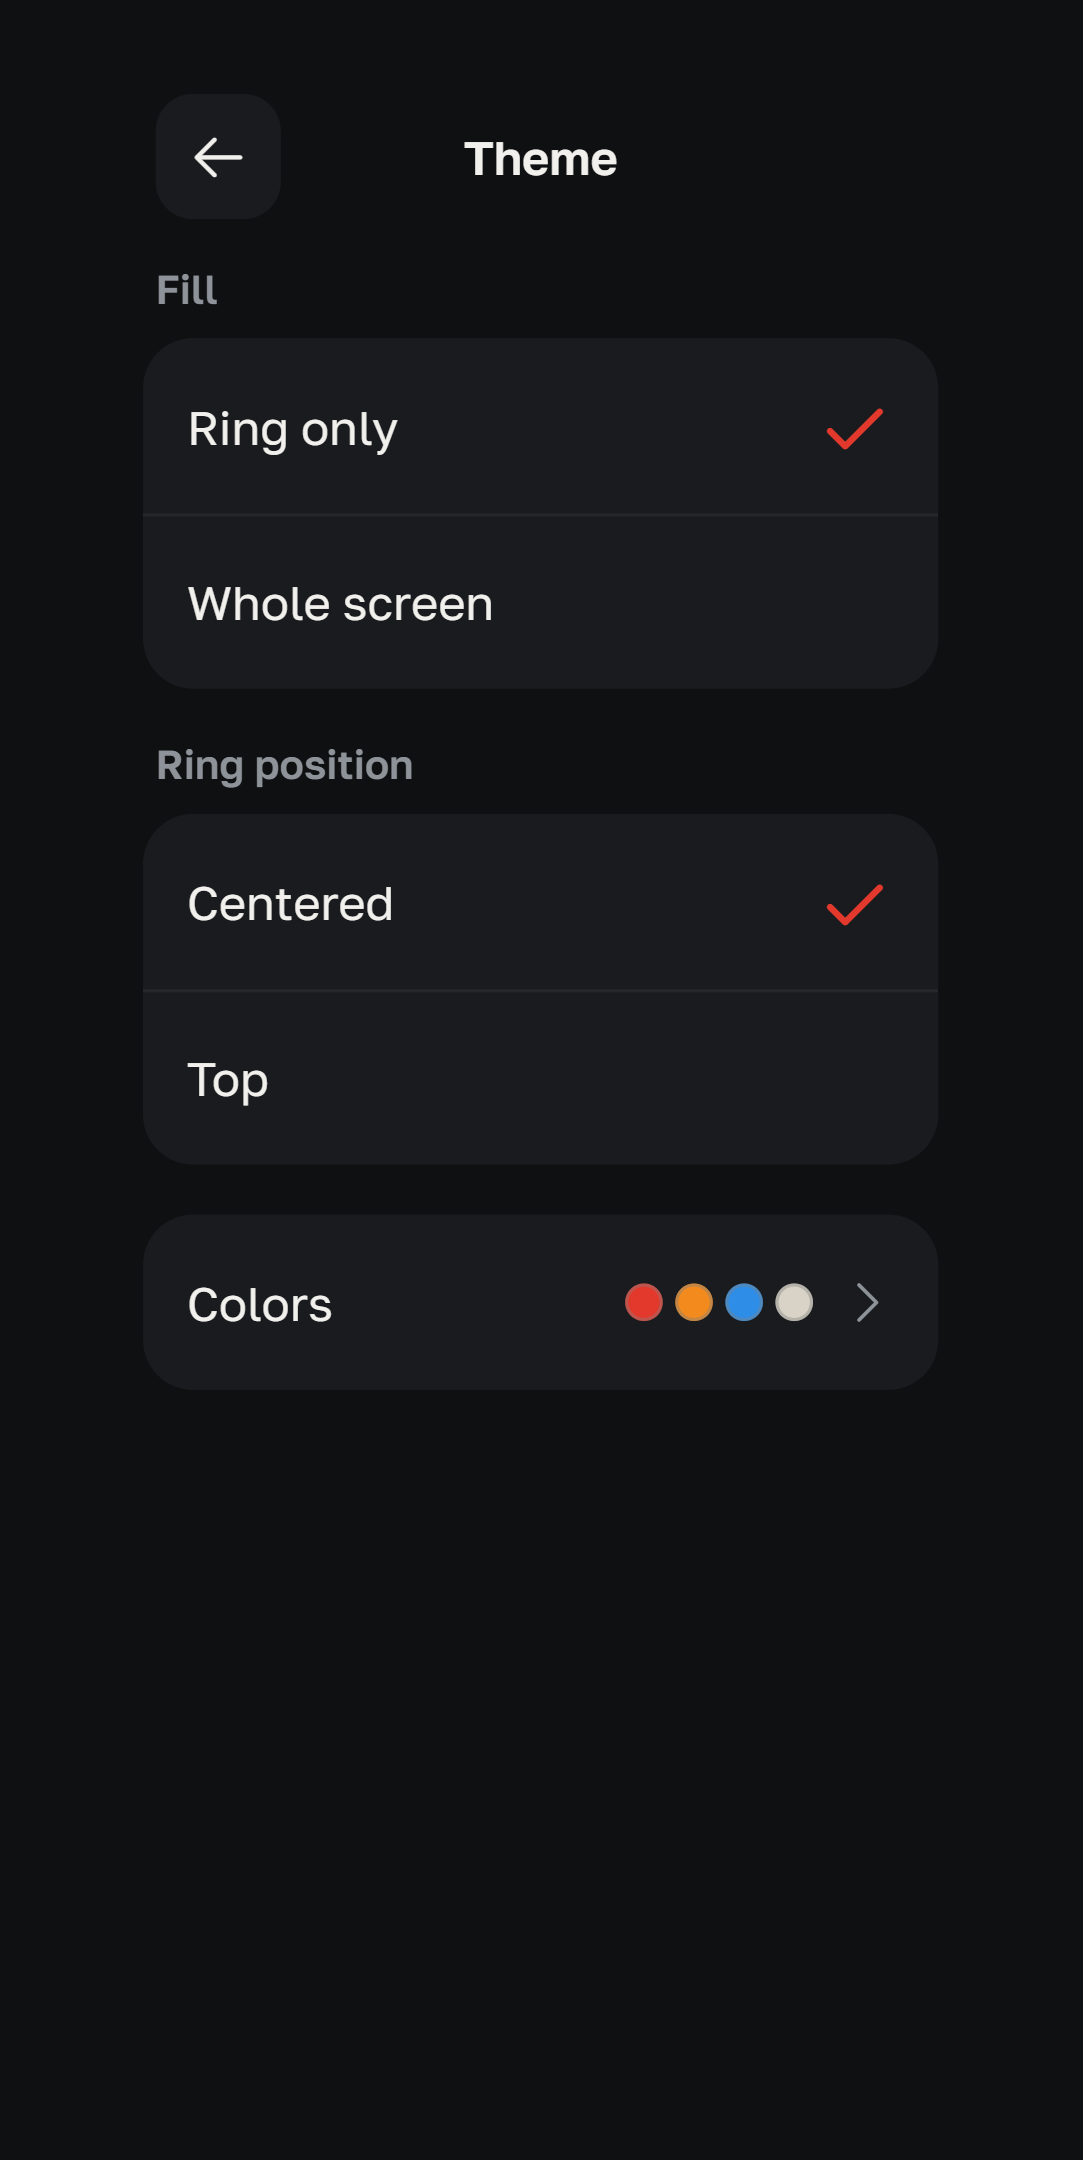 Theme
Fill
Ring only
Whole screen
Ring position
Centered
Top
Colors